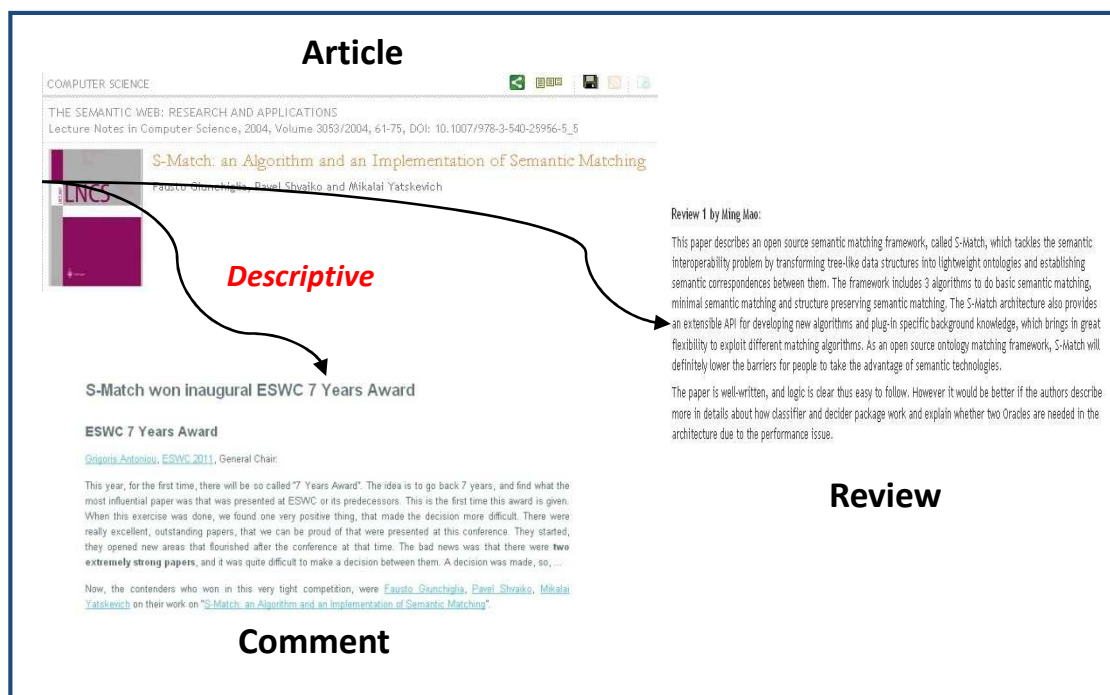 Article
COMPUTER SCIENCE
THE SEMANTIC WEB: RESEARCH AND APPLICATIONS
Lecture Notes in Computer Science, 2004, Volume 3053/2004, 61-75, DOI: 10.1007/978-3-540-25956-5_5
LNCS
S-Match: an Algorithm and an Implementation of Semantic Matching
Fausto Giunchiglia, Pavel Shvaiko and Mikalai Yatskevich
Descriptive
Review 1 by Ming Mao:
This paper describes an open source semantic matching framework, called S-Match, which tackles the semantic
interoperability problem by transforming tree-like data structures into lightweight ontologies and establishing
semantic correspondences between them. The framework includes 3 algorithms to do basic semantic matching,
minimal semantic matching and structure preserving semantic matching. The S-Match architecture also provides
an extensible API for developing new algorithms and plug-in specific background knowledge, which brings in great
flexibility to exploit different matching algorithms. As an open source ontology matching framework, S-Match will
definitely lower the barriers for people to take the advantage of semantic technologies.
The paper is well-written, and logic is clear thus easy to follow. However it would be better if the authors describe
more in details about how classifier and decider package work and explain whether two Oracles are needed in the
architecture due to the performance issue.
Review
S-Match won inaugural ESWC 7 Years Award
ESWC 7 Years Award
Grigoris Antoniou, ESWC 2011, General Chair:
This year, for the first time, there will be so called "7 Years Award". The idea is to go back 7 years, and find what the
most influential paper was that was presented at ESWC or its predecessors. This is the first time this award is given.
When this exercise was done, we found one very positive thing, that made the decision more difficult. There were
really excellent, outstanding papers, that we can be proud of that were presented at this conference. They started,
they opened new areas that flourished after the conference at that time. The bad news was that there were two
extremely strong papers, and it was quite difficult to make a decision between them. A decision was made, so, ...
Now, the contenders who won in this very tight competition, were Fausto Giunchiglia, Pavel Shvaiko, Mikalai
Yatskevich on their work on "S-Match: an Algorithm and an Implementation of Semantic Matching".
Comment